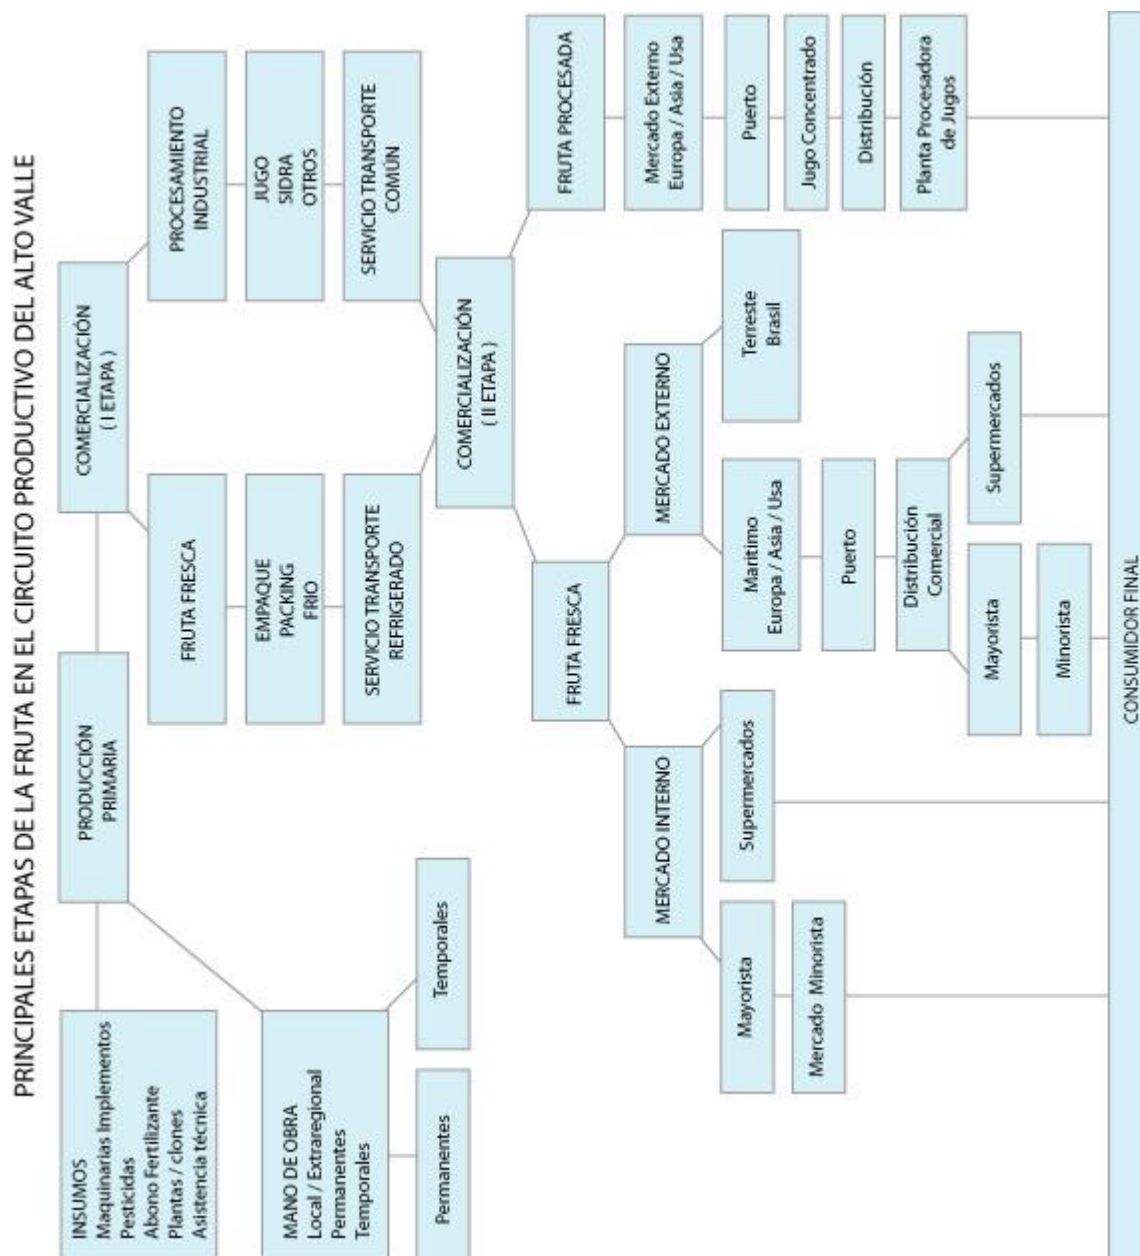 PRINCIPALES ETAPAS DE LA FRUTA EN EL CIRCUITO PRODUCTIVO DEL ALTO VALLE
INSUMOS
Maquinarias Implementos
Pesticidas
Abono Fertilizante
Plantas / clones
Asistencia técnica
PRODUCCIÓN
PRIMARIA
COMERCIALIZACIÓN
( I ETAPA )
MANO DE OBRA
Local / Extraregional
Permanentes
Temporales
Permanentes
Temporales
FRUTA FRESCA
EMPAQUE
PACKING
FRIO
SERVICIO TRANSPORTE
REFRIGERADO
PROCESAMIENTO
INDUSTRIAL
JUGO
SIDRA
OTROS
SERVICIO TRANSPORTE
COMÚN
COMERCIALIZACIÓN
( II ETAPA )
FRUTA FRESCA
MERCADO INTERNO
Mayorista
Mercado Minorista
Supermercados
MERCADO EXTERNO
Maritimo
Europa / Asia / Usa
Puerto
Distribución
Comercial
Mayorista
Minorista
Supermercados
Terreste
Brasil
FRUTA PROCESADA
Mercado Externo
Europa / Asia / Usa
Puerto
Jugo Concentrado
Distribución
Planta Procesadora
de Jugos
CONSUMIDOR FINAL